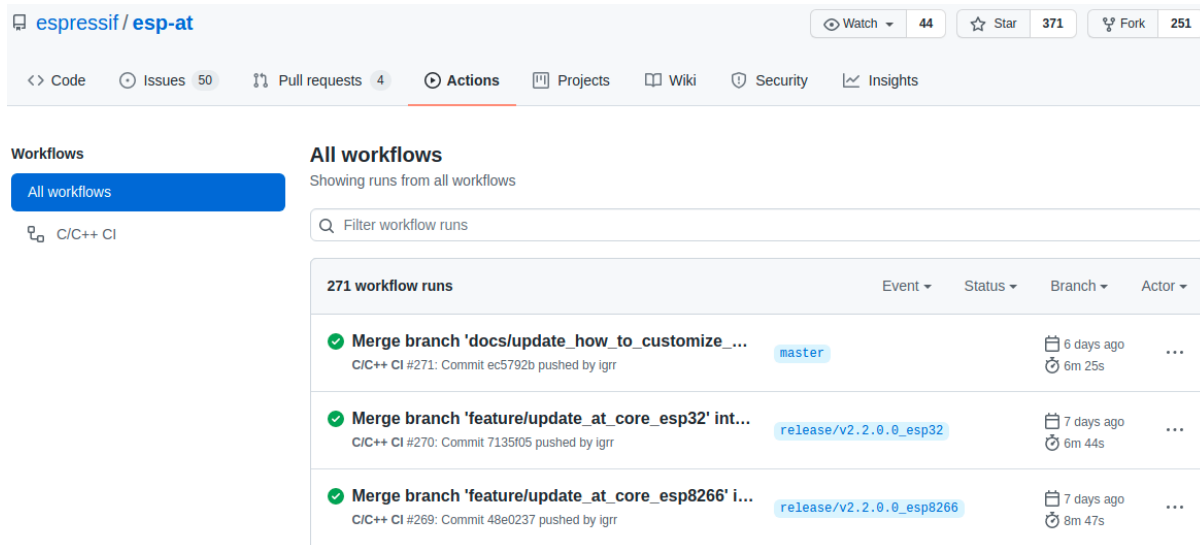 espressif / esp-at
Watch 44 Star 371 Fork 251
Code Issues 50 Pull requests 4 Actions Projects Wiki Security Insights
Workflows
All workflows
C/C++ CI
All workflows
Showing runs from all workflows
Filter workflow runs
271 workflow runs Event Status Branch Actor
Merge branch 'docs/update_how_to_customize_...
C/C++ CI #271: Commit ec5792b pushed by igrr
master
6 days ago
6m 25s
Merge branch 'feature/update_at_core_esp32' int...
C/C++ CI #270: Commit 7135f05 pushed by igrr
release/v2.2.0.0_esp32
7 days ago
6m 44s
Merge branch 'feature/update_at_core_esp8266' i...
C/C++ CI #269: Commit 48e0237 pushed by igrr
release/v2.2.0.0_esp8266
7 days ago
8m 47s